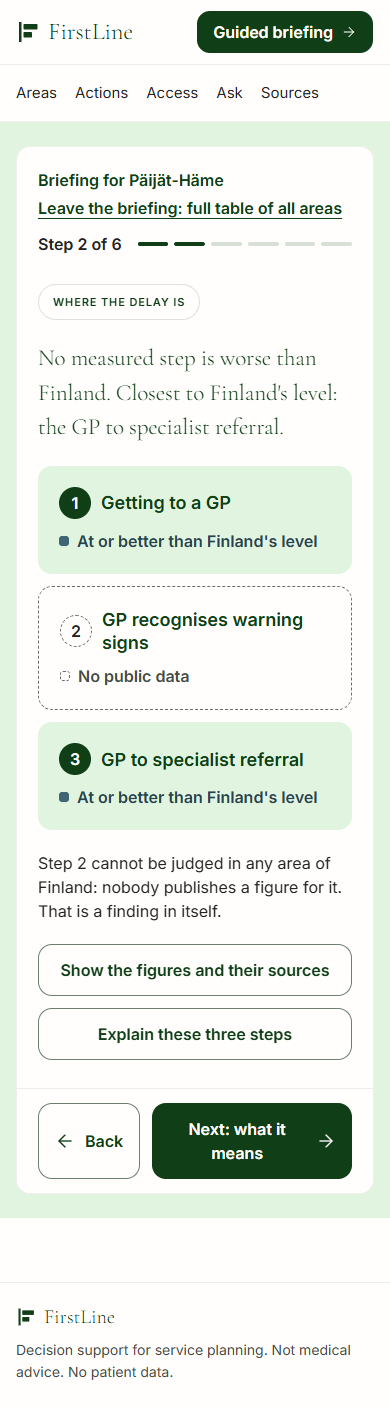 FirstLine
Guided briefing →
Areas Actions Access Ask Sources
Briefing for Päijät-Häme
Leave the briefing: full table of all areas
Step 2 of 6
WHERE THE DELAY IS
No measured step is worse than
Finland. Closest to Finland's level:
the GP to specialist referral.
1 Getting to a GP
At or better than Finland's level
2 GP recognises warning
signs
No public data
3 GP to specialist referral
At or better than Finland's level
Step 2 cannot be judged in any area of
Finland: nobody publishes a figure for it.
That is a finding in itself.
Show the figures and their sources
Explain these three steps
← Back
Next: what it
means →
FirstLine
Decision support for service planning. Not medical
advice. No patient data.